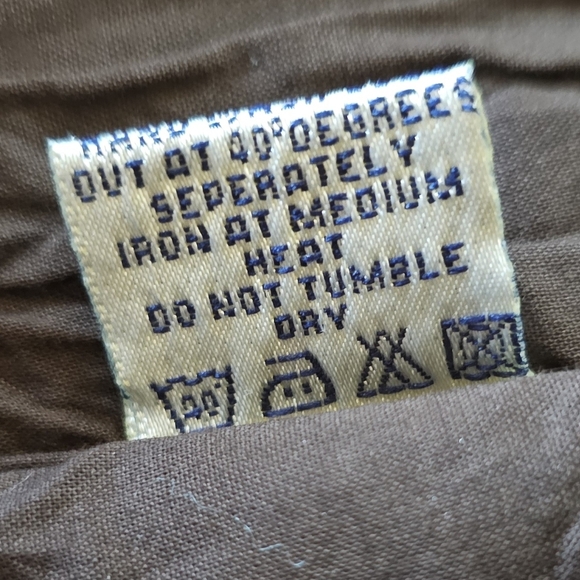 OUT AT 40°DEGREES
SEPERATELY
IRON AT MEDIUM
HEAT
DO NOT TUMBLE
DRY